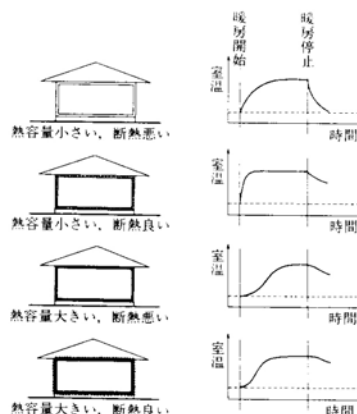 暖房開始
暖房停止
室温
時間
熱容量小さい，断熱悪い
室温
時間
熱容量小さい，断熱良い
室温
時間
熱容量大きい，断熱悪い
室温
時間
熱容量大きい，断熱良い